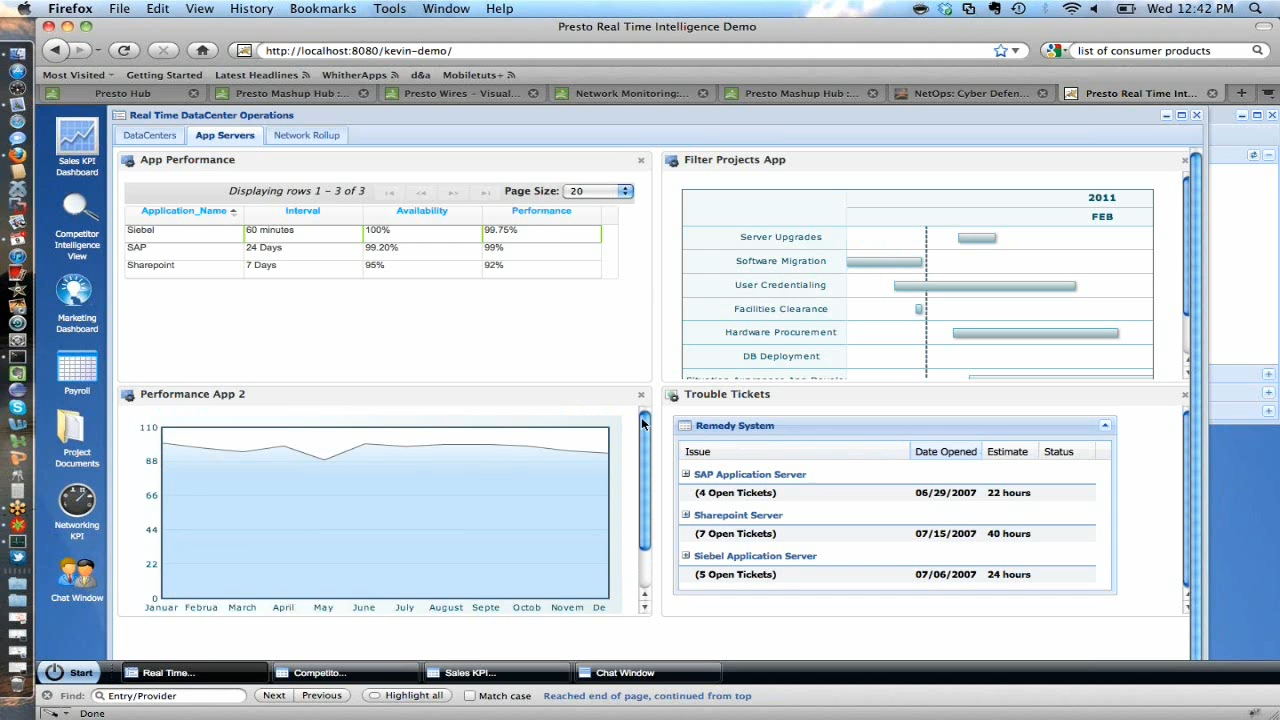 Firefox File Edit View History Bookmarks Tools Window Help Wed 12:42 PM
Presto Real Time Intelligence Demo
http://localhost:8080/kevin-demo/ list of consumer products
Most Visited Getting Started Latest Headlines WhitherApps d&a Mobiletuts+
Presto Hub Presto Mashup Hub :... Presto Wires – Visual... Network Monitoring:... Presto Mashup Hub :... NetOps: Cyber Defen... Presto Real Time Int...
Real Time DataCenter Operations
DataCenters App Servers Network Rollup
Sales KPI
Dashboard
Competitor
Intelligence
View
Marketing
Dashboard
Payroll
Project
Documents
Networking
KPI
Chat Window
App Performance
Displaying rows 1 – 3 of 3 Page Size: 20
Application_Name Interval Availability Performance
Siebel 60 minutes 100% 99.75%
SAP 24 Days 99.20% 99%
Sharepoint 7 Days 95% 92%
Filter Projects App
2011
FEB
Server Upgrades
Software Migration
User Credentialing
Facilities Clearance
Hardware Procurement
DB Deployment
Performance App 2
110
88
66
44
22
0
Januar Februa March April May June July August Septe Octob Novem De
Trouble Tickets
Remedy System
Issue Date Opened Estimate Status
SAP Application Server
(4 Open Tickets) 06/29/2007 22 hours
Sharepoint Server
(7 Open Tickets) 07/15/2007 40 hours
Siebel Application Server
(5 Open Tickets) 07/06/2007 24 hours
Start Real Time... Competito... Sales KPI... Chat Window
Find: Entry/Provider Next Previous Highlight all Match case Reached end of page, continued from top
Done